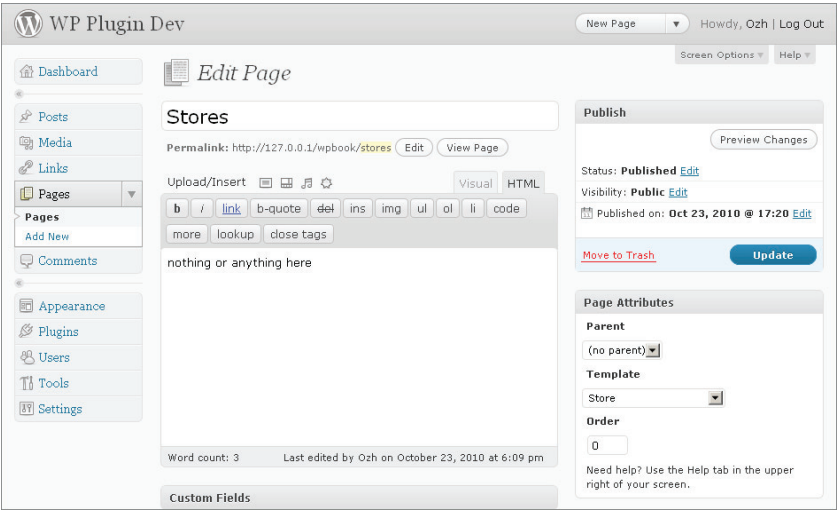 WP Plugin Dev
New Page
Howdy, Ozh | Log Out
Screen Options
Help
Dashboard
Posts
Media
Links
Pages
Pages
Add New
Comments
Appearance
Plugins
Users
Tools
Settings
Edit Page
Stores
Permalink: http://127.0.0.1/wpbook/stores Edit View Page
Upload/Insert
Visual HTML
b i link b-quote del ins img ul ol li code
more lookup close tags
nothing or anything here
Word count: 3 Last edited by Ozh on October 23, 2010 at 6:09 pm
Custom Fields
Publish
Preview Changes
Status: Published Edit
Visibility: Public Edit
Published on: Oct 23, 2010 @ 17:20 Edit
Move to Trash Update
Page Attributes
Parent
(no parent)
Template
Store
Order
0
Need help? Use the Help tab in the upper
right of your screen.